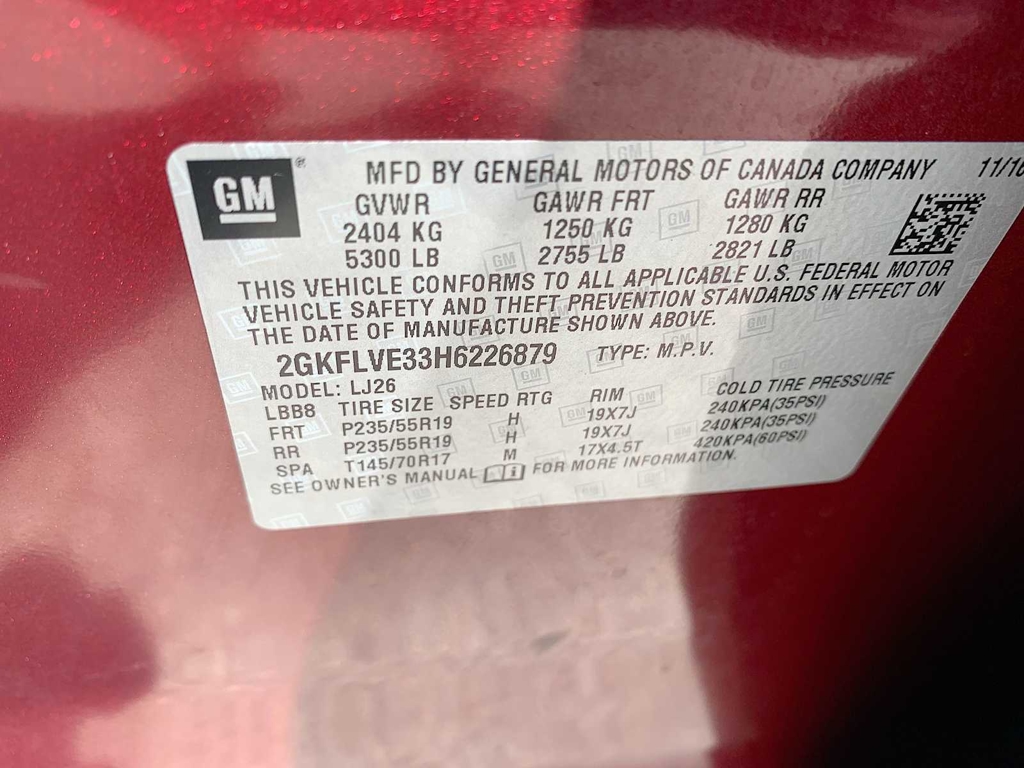 GM®
MFD BY GENERAL MOTORS OF CANADA COMPANY
GVWR GAWR FRT GAWR RR
2404 KG 1250 KG 1280 KG
5300 LB 2755 LB 2821 LB
THIS VEHICLE CONFORMS TO ALL APPLICABLE U.S. FEDERAL MOTOR
VEHICLE SAFETY AND THEFT PREVENTION STANDARDS IN EFFECT ON
THE DATE OF MANUFACTURE SHOWN ABOVE.
2GKFLVE33H6226879 TYPE: M.P.V.
MODEL: LJ26
LBB8 TIRE SIZE SPEED RTG RIM COLD TIRE PRESSURE
FRT P235/55R19 H 19X7J 240KPA(35PSI)
RR P235/55R19 H 19X7J 240KPA(35PSI)
SPA T145/70R17 M 17X4.5T 420KPA(60PSI)
SEE OWNER'S MANUAL FOR MORE INFORMATION.